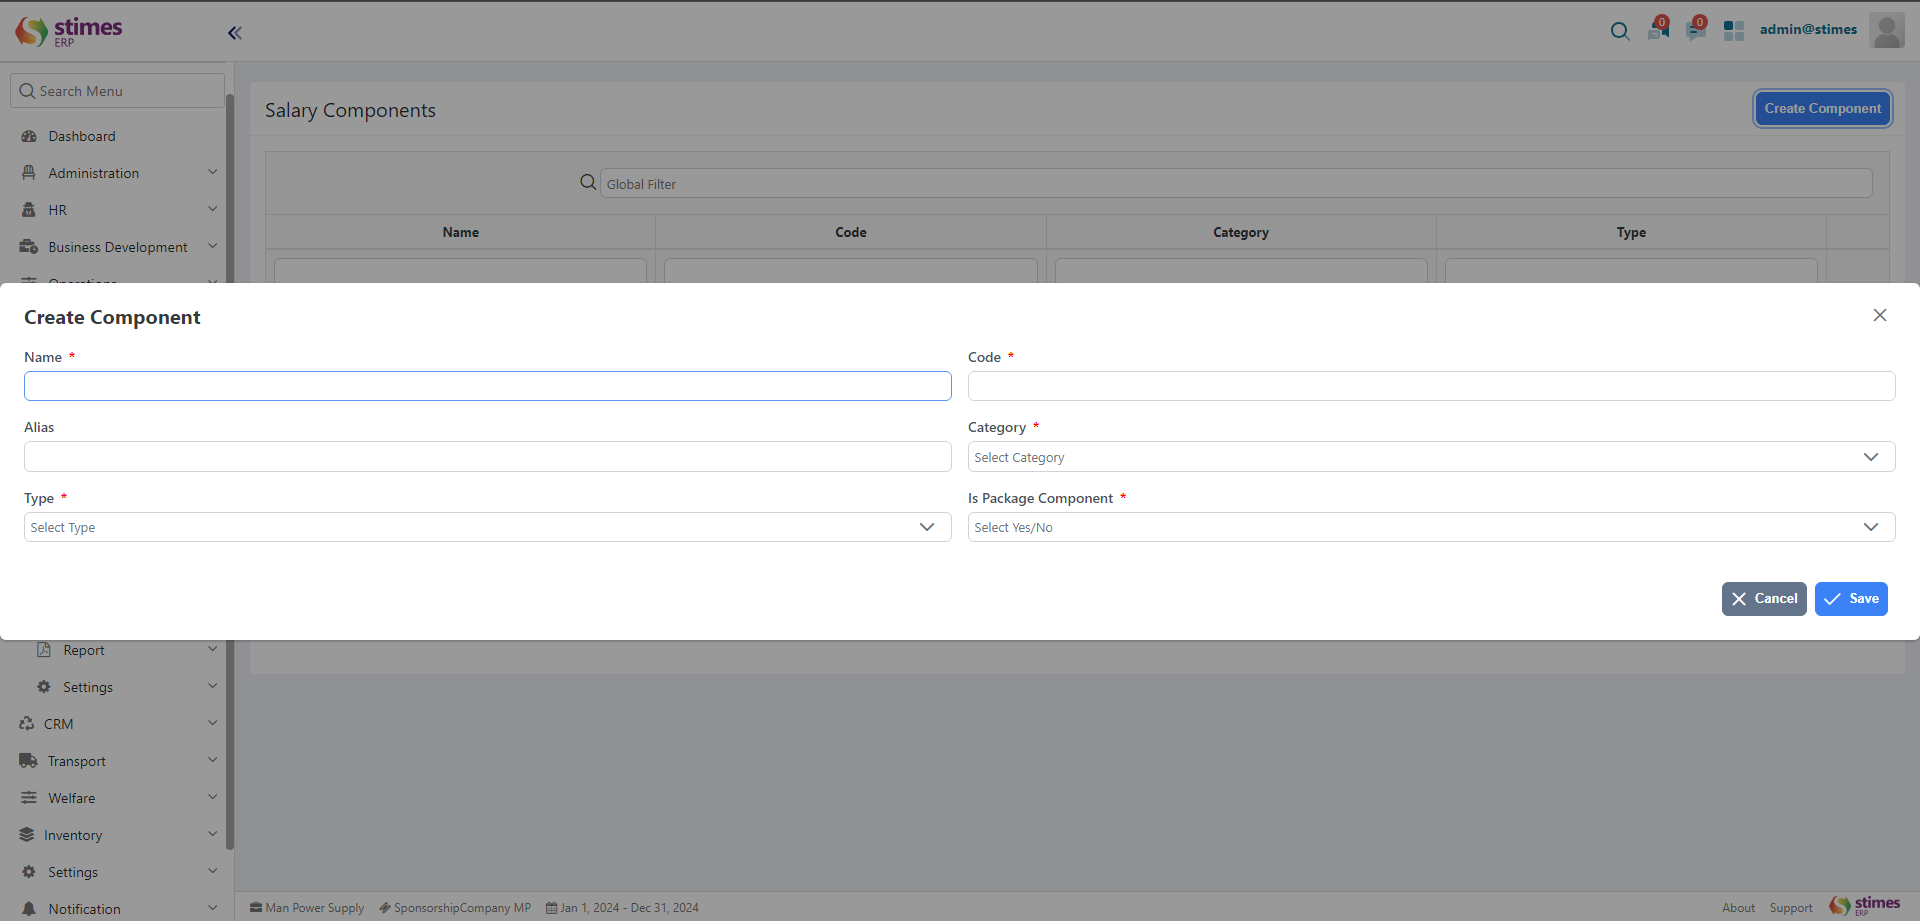 stimes
ERP
0
0
admin@stimes
Search Menu
Dashboard
Administration
HR
Business Development
Operations
Salary Components
Create Component
Global Filter
Name
Code
Category
Type
Create Component
Name *
Code *
Alias
Category *
Select Category
Type *
Select Type
Is Package Component *
Select Yes/No
Cancel
Save
Report
Settings
CRM
Transport
Welfare
Inventory
Settings
Notification
Man Power Supply
SponsorshipCompany MP
Jan 1, 2024 - Dec 31, 2024
About
Support
stimes
ERP